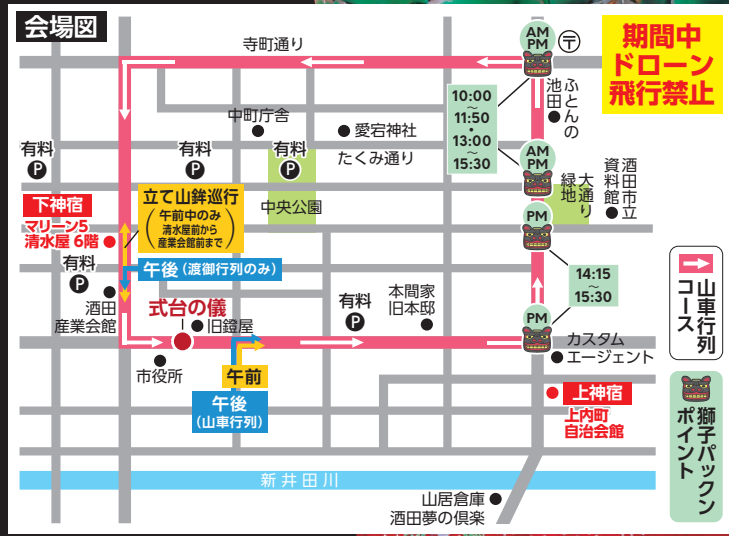 会場図
寺町通り
AM
PM
〒
期間中
ドローン
飛行禁止
ふとんの
池田
10:00
〜
11:50
・
13:00
〜
15:30
中町庁舎
愛宕神社
たくみ通り
有料
P
有料
P
有料
P
中央公園
AM
PM
大通り
緑地
酒田市立
資料館
PM
下神宿
マリーン5
清水屋 6階
立て山鉾巡行
(午前中のみ
清水屋前から
産業会館前まで)
午後(渡御行列のみ)
有料
P
酒田
産業会館
式台の儀
旧鐙屋
市役所
有料
P
本間家
旧本邸
14:15
〜
15:30
PM
カスタム
エージェント
午前
午後
(山車行列)
上神宿
上内町
自治会館
新井田川
山居倉庫
酒田夢の倶楽
山車行列
コース
獅子パックン
ポイント